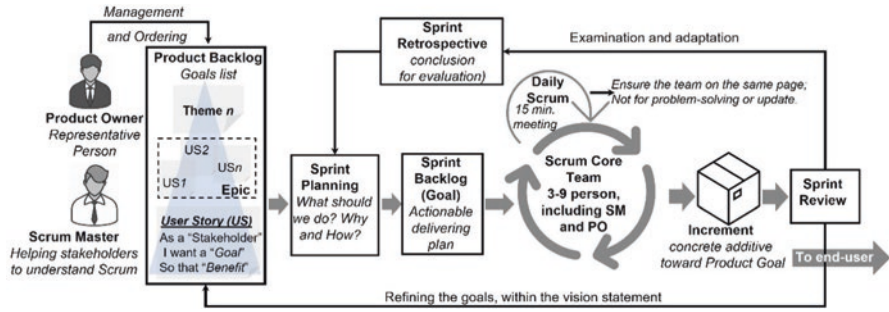 Management
and Ordering
Product Owner
Representative
Person
Scrum Master
Helping stakeholders
to understand Scrum
Product Backlog
Goals list
Theme n
US2
USn
US1
Epic
User Story (US)
As a “Stakeholder”
I want a “Goal”
So that “Benefit”
Sprint
Planning
What should
we do? Why
and How?
Sprint
Backlog
(Goal)
Actionable
delivering
plan
Sprint
Retrospective
conclusion
for evaluation)
Examination and adaptation
Daily
Scrum
15 min.
meeting
Ensure the team on the same page;
Not for problem-solving or update.
Scrum Core
Team
3-9 person,
including SM
and PO
Increment
concrete additive
toward Product Goal
Sprint
Review
To end-user
Refining the goals, within the vision statement